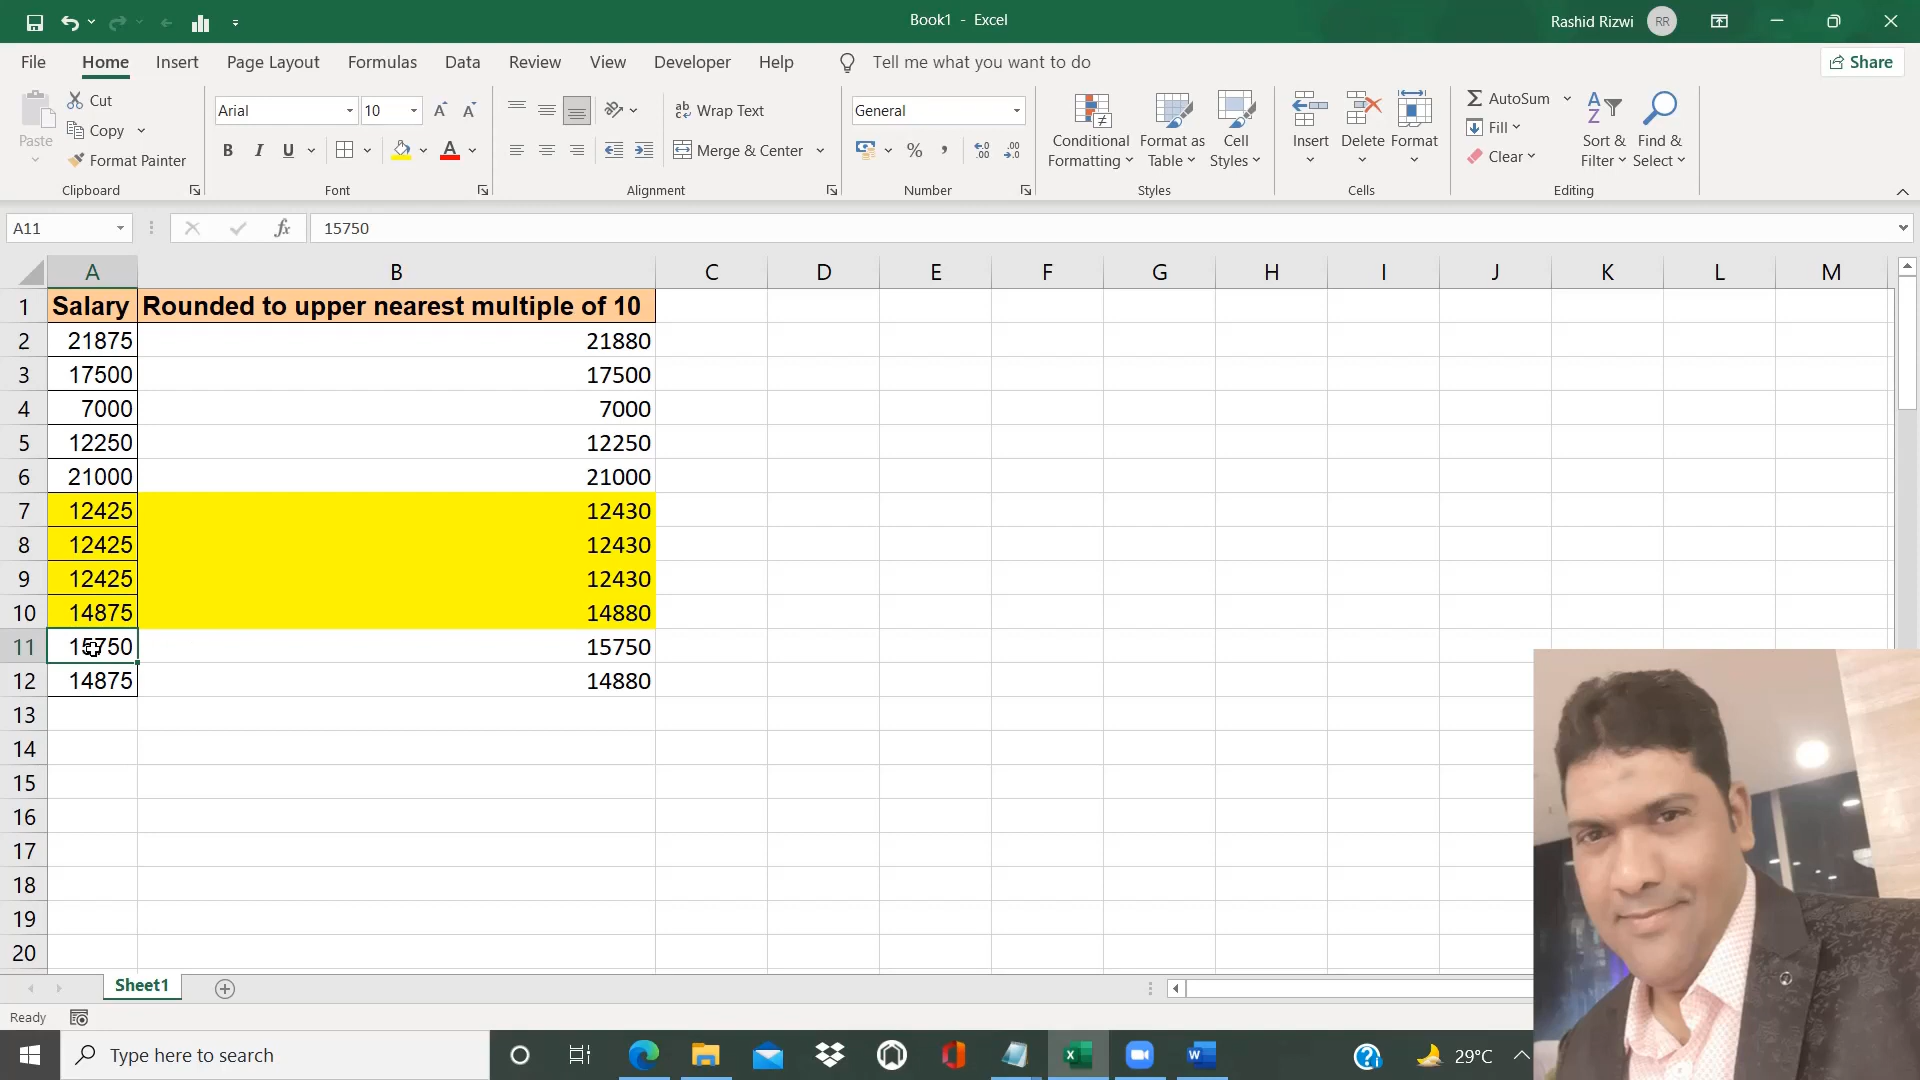 Book1 - Excel
Rashid Rizwi RR
File Home Insert Page Layout Formulas Data Review View Developer Help Tell me what you want to do Share
Paste
Cut
Copy
Format Painter
Clipboard
Arial 10 A A
B I U A
Font
ab Wrap Text
Merge & Center
Alignment
General
% ,
Number
Conditional Formatting
Format as Table
Cell Styles
Styles
Insert Delete Format
Cells
AutoSum
Fill
Clear
Sort & Filter
Find & Select
Editing
A11 fx 15750
A B C D E F G H I J K L M
1 Salary Rounded to upper nearest multiple of 10
2 21875 21880
3 17500 17500
4 7000 7000
5 12250 12250
6 21000 21000
7 12425 12430
8 12425 12430
9 12425 12430
10 14875 14880
11 15750 15750
12 14875 14880
13
14
15
16
17
18
19
20
Sheet1
Ready
Type here to search 29°C